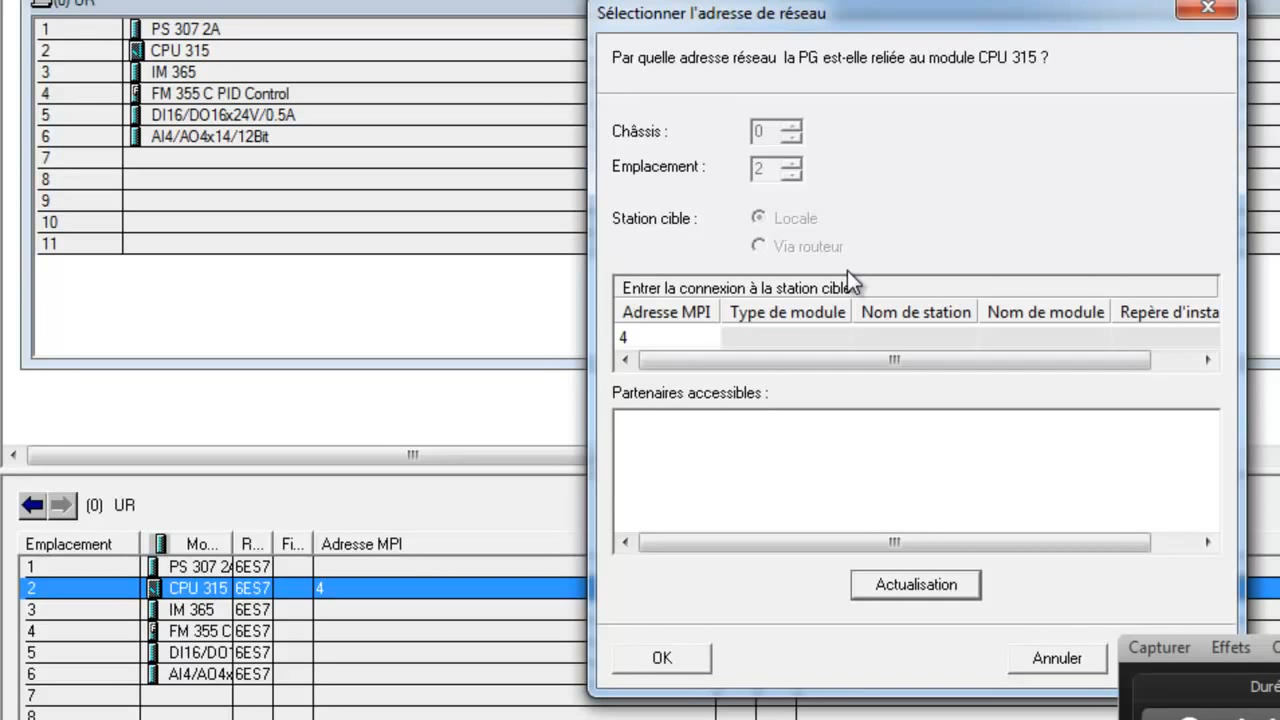 (0) UR
1 PS 307 2A
2 CPU 315
3 IM 365
4 FM 355 C PID Control
5 DI16/DO16x24V/0.5A
6 AI4/AO4x14/12Bit
7
8
9
10
11
(0) UR
Emplacement Mo... R... Fi... Adresse MPI
1 PS 307 2A 6ES7
2 CPU 315 6ES7 4
3 IM 365 6ES7
4 FM 355 C 6ES7
5 DI16/DO1 6ES7
6 AI4/AO4x 6ES7
7
8
Sélectionner l'adresse de réseau
Par quelle adresse réseau la PG est-elle reliée au module CPU 315 ?
Châssis : 0
Emplacement : 2
Station cible : Locale
Via routeur
Entrer la connexion à la station cible
Adresse MPI Type de module Nom de station Nom de module Repère d'insta
4
Partenaires accessibles :
Actualisation
OK Annuler
Capturer Effets
Duré